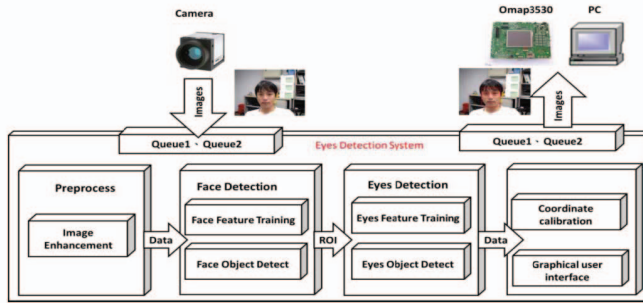 Camera
Omap3530
PC
Images
Images
Queue1、Queue2
Eyes Detection System
Queue1、Queue2
Preprocess
Image
Enhancement
Data
Face Detection
Face Feature Training
Face Object Detect
ROI
Eyes Detection
Eyes Feature Training
Eyes Object Detect
Data
Coordinate
calibration
Graphical user
interface